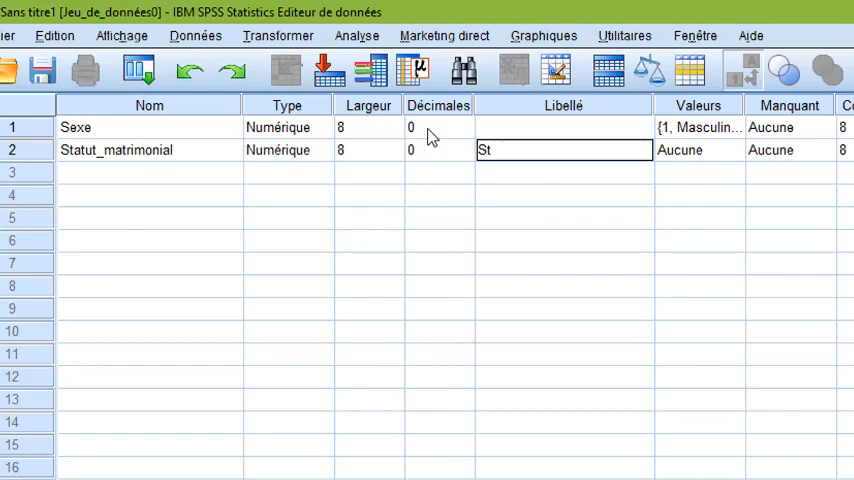 Sans titre1 [Jeu_de_données0] - IBM SPSS Statistics Editeur de données
ier Edition Affichage Données Transformer Analyse Marketing direct Graphiques Utilitaires Fenêtre Aide
Nom Type Largeur Décimales Libellé Valeurs Manquant C
1 Sexe Numérique 8 0 {1, Masculin... Aucune 8
2 Statut_matrimonial Numérique 8 0 St Aucune Aucune 8
3
4
5
6
7
8
9
10
11
12
13
14
15
16